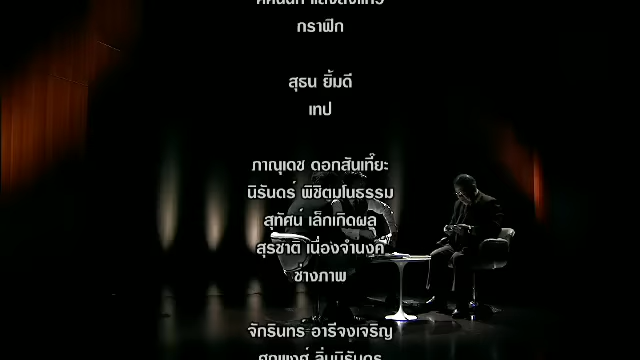 กราฟิก
สุธน ยิ้มดี
เทป
ภาณุเดช ดอกสันเทียะ
นิรันดร์ พิชิตมโนธรรม
สุทัศน์ เล็กเกิดผล
สุรชาติ เนื่องจำนงค์
ช่างภาพ
จักรินทร์ อารีจงเจริญ